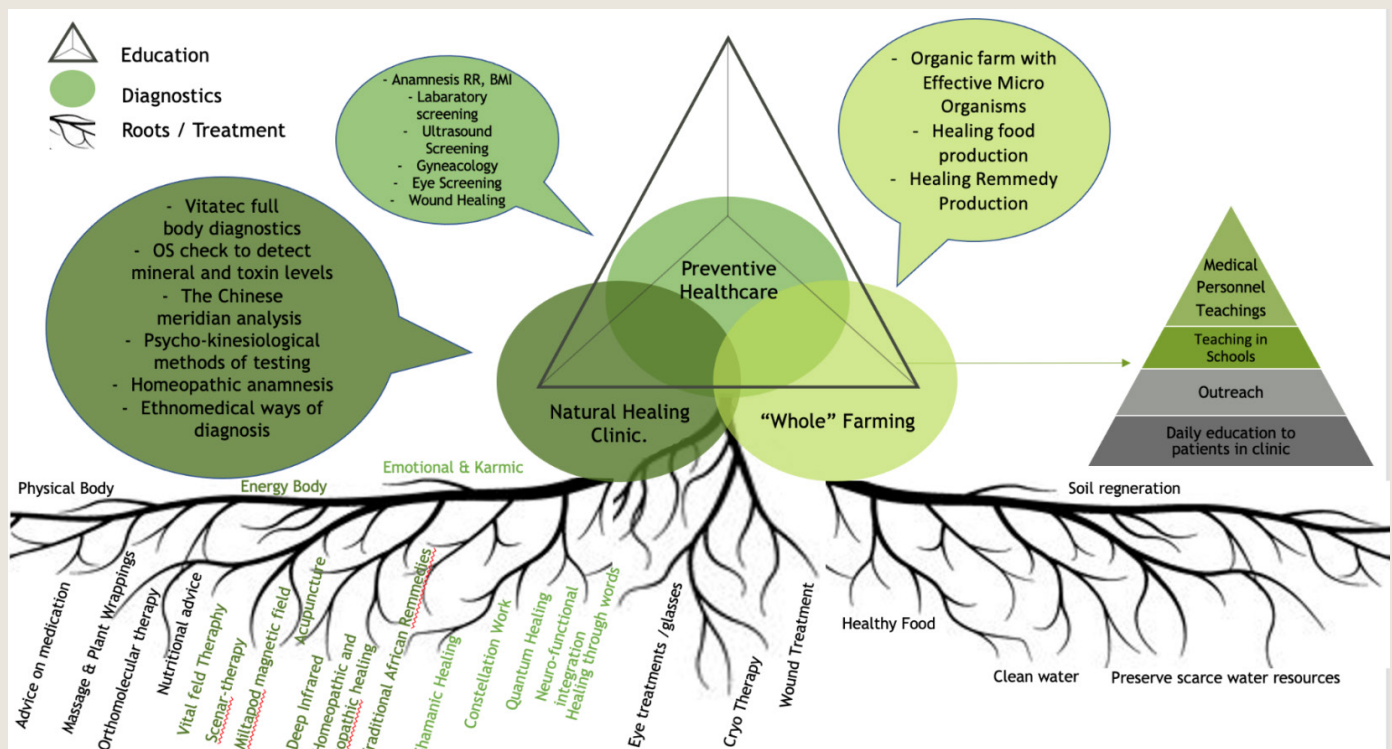 Education
Diagnostics
Roots / Treatment
- Anamnesis RR, BMI
- Labaratory
screening
- Ultrasound
Screening
- Gyneacology
- Eye Screening
- Wound Healing
- Organic farm with
Effective Micro
Organisms
- Healing food
production
- Healing Remmedy
Production
- Vitatec full
body diagnostics
- OS check to detect
mineral and toxin levels
- The Chinese
meridian analysis
- Psycho-kinesiological
methods of testing
- Homeopathic anamnesis
- Ethnomedical ways of
diagnosis
Preventive
Healthcare
Natural Healing
Clinic.
“Whole” Farming
Medical
Personnel
Teachings
Teaching in
Schools
Outreach
Daily education to
patients in clinic
Physical Body
Energy Body
Emotional & Karmic
Soil regneration
Advice on medication
Massage & Plant Wrappings
Orthomolecular therapy
Nutritional advice
Vital feld Theraphy
Scenar-therapy
Miltapod magnetic field
Acupuncture
Deep Infrared
Homeopathic and
opathic healing
Traditional African Remmedies
Shamanic Healing
Constellation Work
Quantum Healing
Neuro-functional
integration
Healing through words
Eye treatments /glasses
Cryo Therapy
Wound Treatment
Healthy Food
Clean water
Preserve scarce water resources